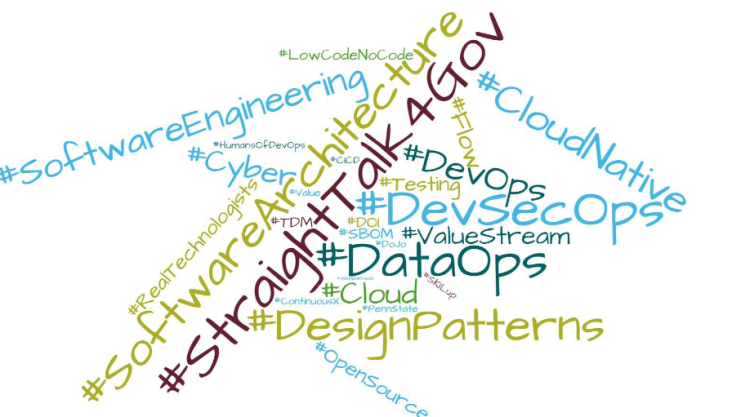 #LowCodeNoCode
#SoftwareEngineering
#SoftwareArchitecture
#StraightTalk4Gov
#CloudNative
#Flow
#HumansOfDevOps
#Cyber
#CICD
#DevOps
#Testing
#Value
#RealTechnologists
#DevSecOps
#TDM
#DOI
#SBOM
#ValueStream
#DoJo
#DataOps
#SKILup
#Cloud
#ContinuousX
#PennState
#DesignPatterns
#OpenSource